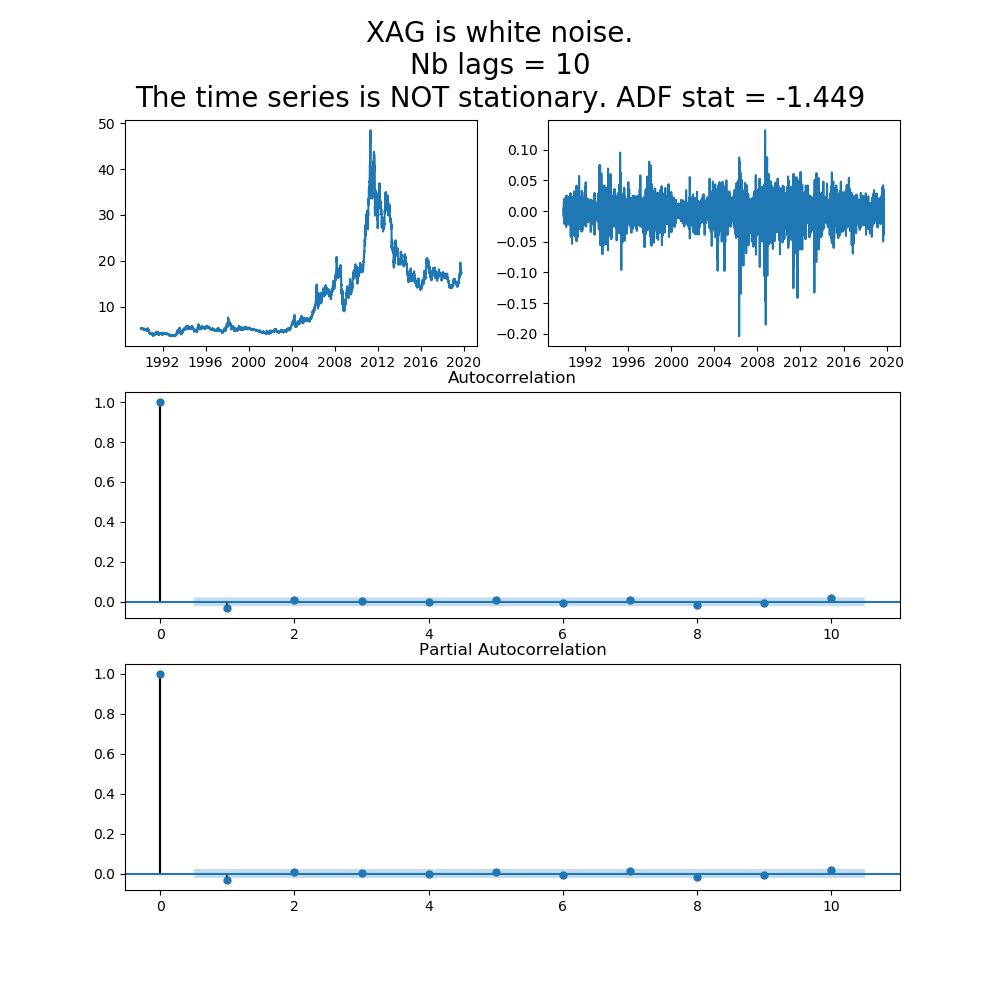 XAG is white noise.
Nb lags = 10
The time series is NOT stationary. ADF stat = -1.449
50
40
30
20
10
1992 1996 2000 2004 2008 2012 2016 2020
0.10
0.05
0.00
−0.05
−0.10
−0.15
−0.20
1992 1996 2000 2004 2008 2012 2016 2020
Autocorrelation
1.0
0.8
0.6
0.4
0.2
0.0
0 2 4 6 8 10
Partial Autocorrelation
1.0
0.8
0.6
0.4
0.2
0.0
0 2 4 6 8 10